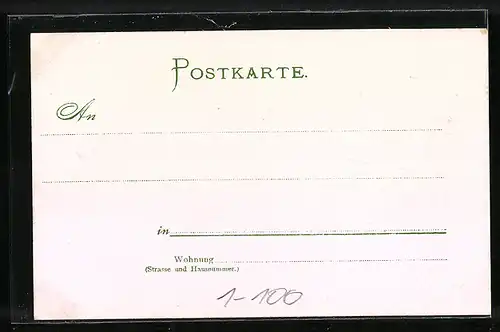 POSTKARTE.
An
in
Wohnung
(Strasse und Hausnummer.)
1-100